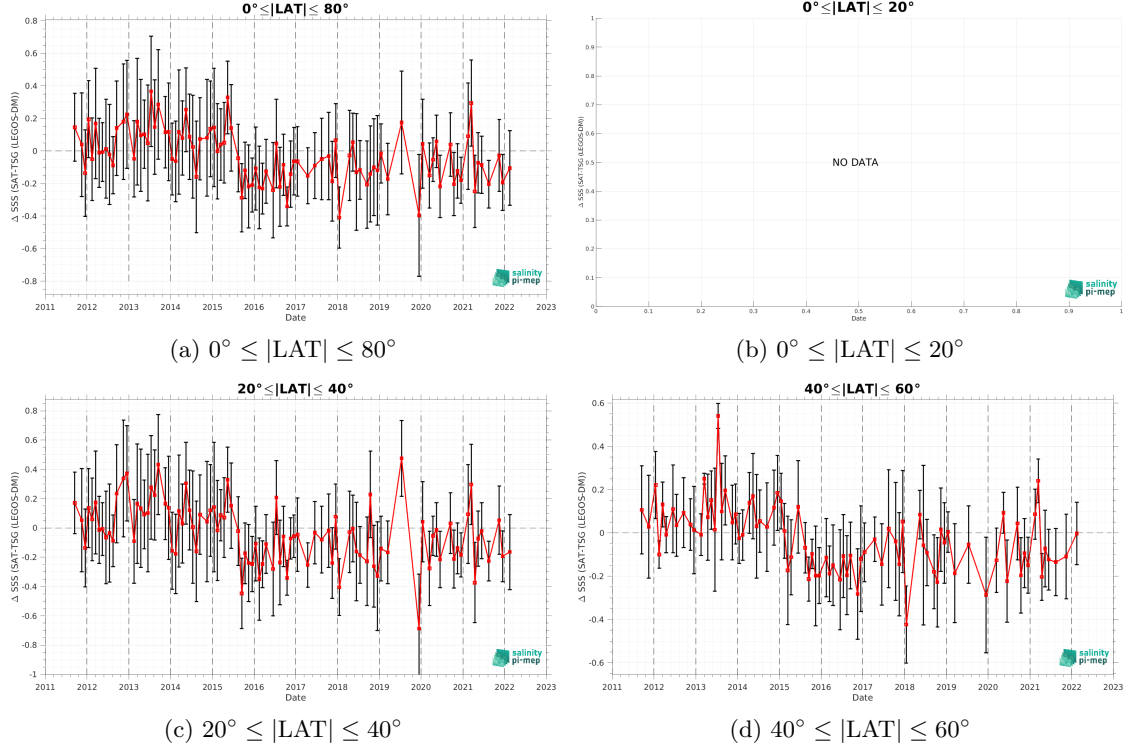 0°≤|LAT|≤ 80°
Δ SSS (SAT-TSG (LEGOS-DM))
0.8
0.6
0.4
0.2
0
-0.2
-0.4
-0.6
-0.8
2011 2012 2013 2014 2015 2016 2017 2018 2019 2020 2021 2022 2023
Date
salinity
pi-mep
(a) 0° ≤ |LAT| ≤ 80°
0°≤|LAT|≤ 20°
Δ SSS (SAT-TSG (LEGOS-DM))
1
0.9
0.8
0.7
0.6
0.5
0.4
0.3
0.2
0.1
0
NO DATA
0 0.1 0.2 0.3 0.4 0.5 0.6 0.7 0.8 0.9 1
Date
salinity
pi-mep
(b) 0° ≤ |LAT| ≤ 20°
20°≤|LAT|≤ 40°
Δ SSS (SAT-TSG (LEGOS-DM))
0.8
0.6
0.4
0.2
0
-0.2
-0.4
-0.6
-0.8
-1
2011 2012 2013 2014 2015 2016 2017 2018 2019 2020 2021 2022 2023
Date
salinity
pi-mep
(c) 20° ≤ |LAT| ≤ 40°
40°≤|LAT|≤ 60°
Δ SSS (SAT-TSG (LEGOS-DM))
0.6
0.4
0.2
0
-0.2
-0.4
-0.6
2011 2012 2013 2014 2015 2016 2017 2018 2019 2020 2021 2022 2023
Date
salinity
pi-mep
(d) 40° ≤ |LAT| ≤ 60°